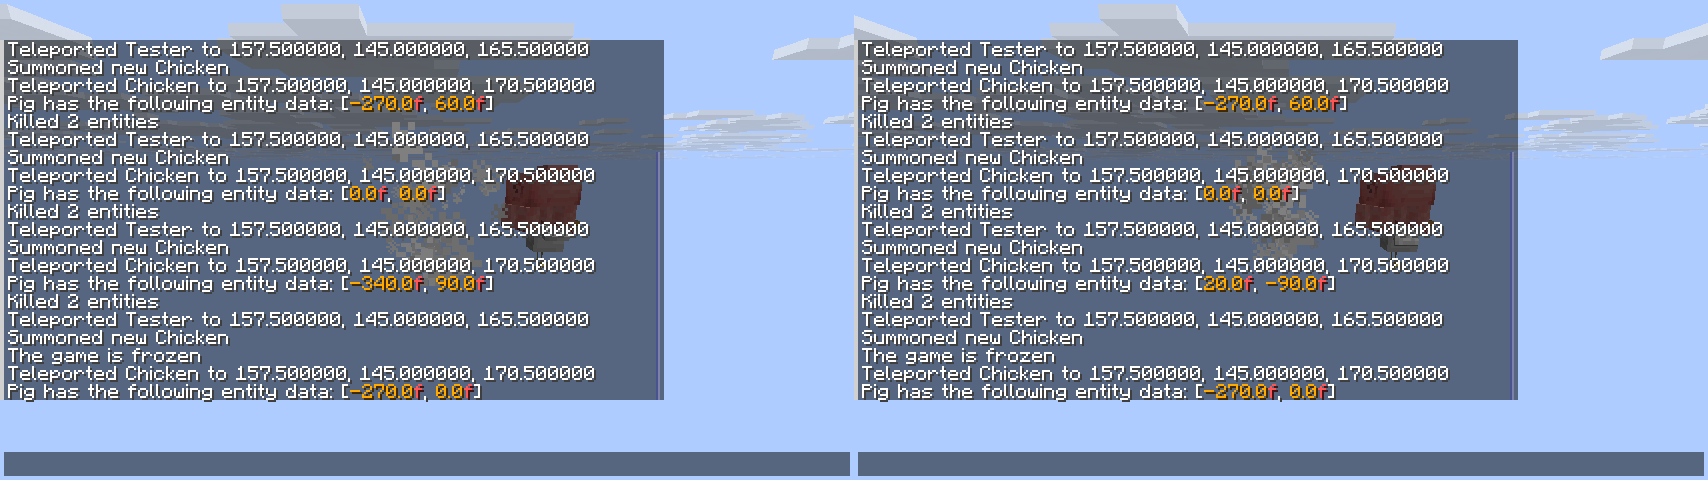 Teleported Tester to 157.500000, 145.000000, 165.500000
Summoned new Chicken
Teleported Chicken to 157.500000, 145.000000, 170.500000
Pig has the following entity data: [-270.0f, 60.0f]
Killed 2 entities
Teleported Tester to 157.500000, 145.000000, 165.500000
Summoned new Chicken
Teleported Chicken to 157.500000, 145.000000, 170.500000
Pig has the following entity data: [0.0f, 0.0f]
Killed 2 entities
Teleported Tester to 157.500000, 145.000000, 165.500000
Summoned new Chicken
Teleported Chicken to 157.500000, 145.000000, 170.500000
Pig has the following entity data: [-340.0f, 90.0f]
Killed 2 entities
Teleported Tester to 157.500000, 145.000000, 165.500000
Summoned new Chicken
The game is frozen
Teleported Chicken to 157.500000, 145.000000, 170.500000
Pig has the following entity data: [-270.0f, 0.0f]
Teleported Tester to 157.500000, 145.000000, 165.500000
Summoned new Chicken
Teleported Chicken to 157.500000, 145.000000, 170.500000
Pig has the following entity data: [-270.0f, 60.0f]
Killed 2 entities
Teleported Tester to 157.500000, 145.000000, 165.500000
Summoned new Chicken
Teleported Chicken to 157.500000, 145.000000, 170.500000
Pig has the following entity data: [0.0f, 0.0f]
Killed 2 entities
Teleported Tester to 157.500000, 145.000000, 165.500000
Summoned new Chicken
Teleported Chicken to 157.500000, 145.000000, 170.500000
Pig has the following entity data: [20.0f, -90.0f]
Killed 2 entities
Teleported Tester to 157.500000, 145.000000, 165.500000
Summoned new Chicken
The game is frozen
Teleported Chicken to 157.500000, 145.000000, 170.500000
Pig has the following entity data: [-270.0f, 0.0f]